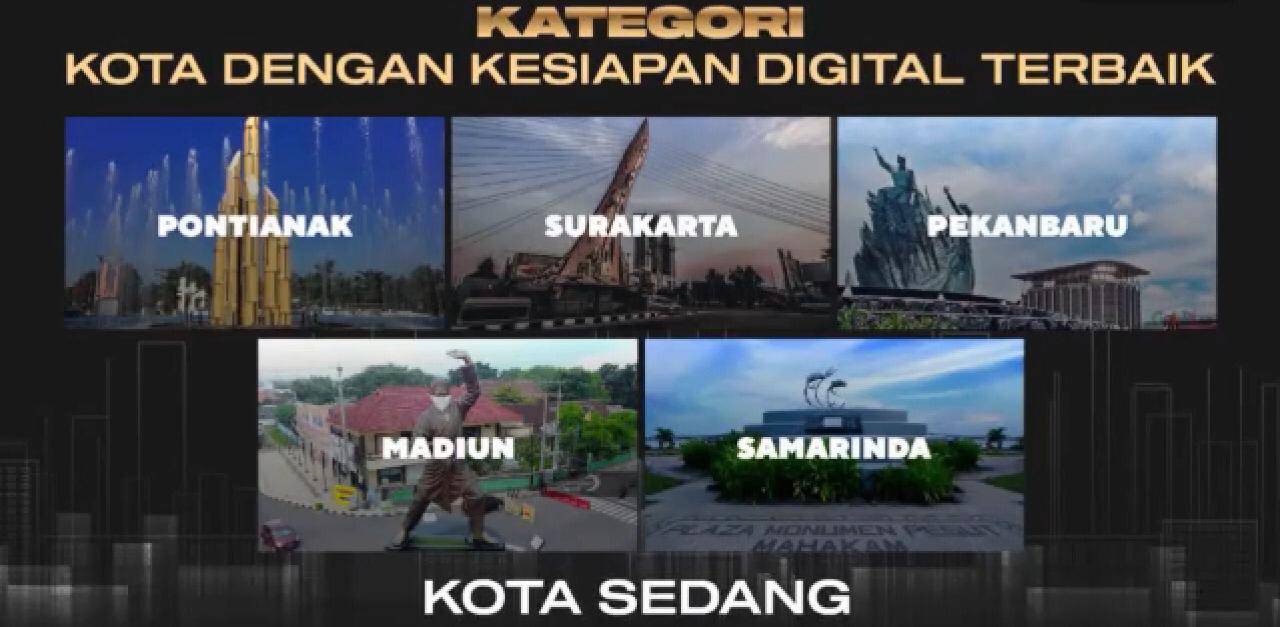 KATEGORI
KOTA DENGAN KESIAPAN DIGITAL TERBAIK
PONTIANAK
SURAKARTA
PEKANBARU
MADIUN
SAMARINDA
PLAZA MONUMEN PESUT
MAHAKAM
KOTA SEDANG